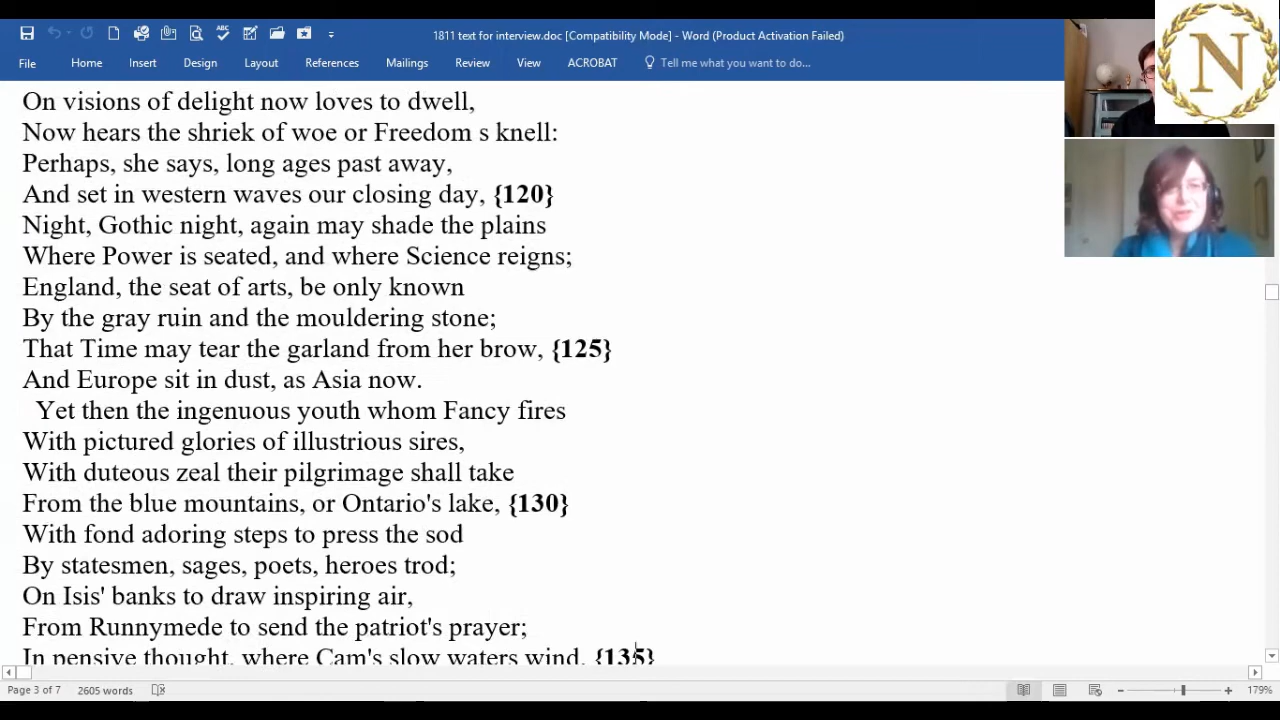 ABC
1811 text for interview.doc [Compatibility Mode] - Word (Product Activation Failed)
File Home Insert Design Layout References Mailings Review View ACROBAT Tell me what you want to do...
N
On visions of delight now loves to dwell,
Now hears the shriek of woe or Freedom s knell:
Perhaps, she says, long ages past away,
And set in western waves our closing day, {120}
Night, Gothic night, again may shade the plains
Where Power is seated, and where Science reigns;
England, the seat of arts, be only known
By the gray ruin and the mouldering stone;
That Time may tear the garland from her brow, {125}
And Europe sit in dust, as Asia now.
Yet then the ingenuous youth whom Fancy fires
With pictured glories of illustrious sires,
With duteous zeal their pilgrimage shall take
From the blue mountains, or Ontario's lake, {130}
With fond adoring steps to press the sod
By statesmen, sages, poets, heroes trod;
On Isis' banks to draw inspiring air,
From Runnymede to send the patriot's prayer;
In pensive thought, where Cam's slow waters wind, {135}
Page 3 of 7 2605 words 179%